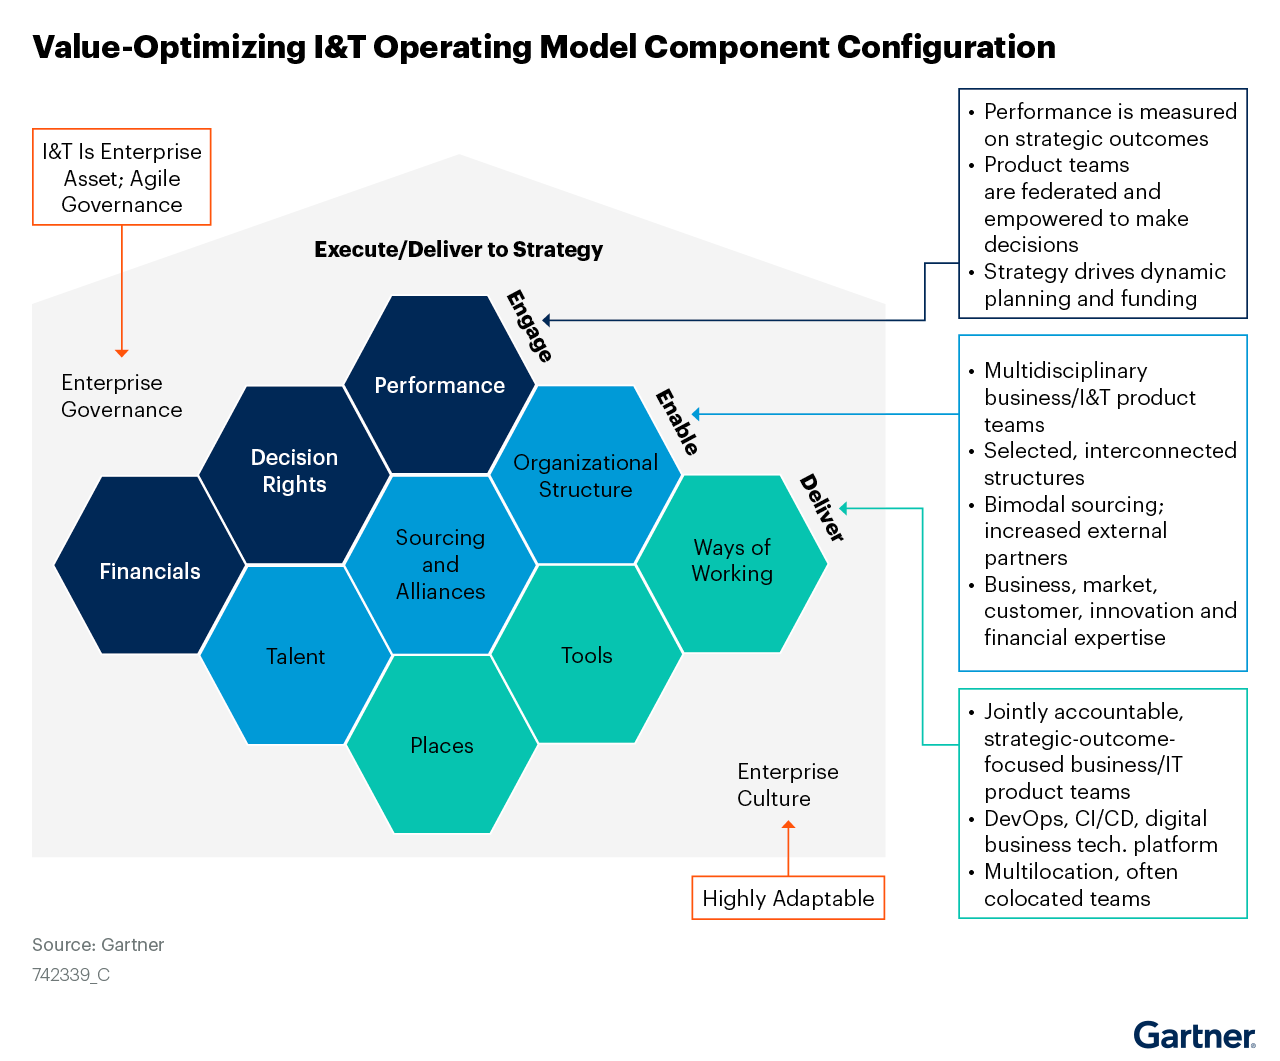 Value-Optimizing I&T Operating Model Component Configuration
I&T Is Enterprise
Asset; Agile
Governance
Execute/Deliver to Strategy
Enterprise
Governance
Engage
Enable
Deliver
Performance
Decision
Rights
Financials
Organizational
Structure
Sourcing
and
Alliances
Talent
Ways of
Working
Tools
Places
Enterprise
Culture
Highly Adaptable
• Performance is measured
on strategic outcomes
• Product teams
are federated and
empowered to make
decisions
• Strategy drives dynamic
planning and funding
• Multidisciplinary
business/I&T product
teams
• Selected, interconnected
structures
• Bimodal sourcing;
increased external
partners
• Business, market,
customer, innovation and
financial expertise
• Jointly accountable,
strategic-outcome-
focused business/IT
product teams
• DevOps, CI/CD, digital
business tech. platform
• Multilocation, often
colocated teams
Source: Gartner
742339_C
Gartner®